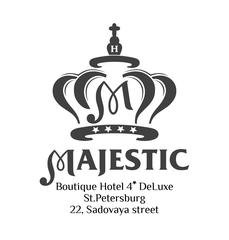 H
M
MAJESTIC
Boutique Hotel 4* DeLuxe
St.Petersburg
22, Sadovaya street